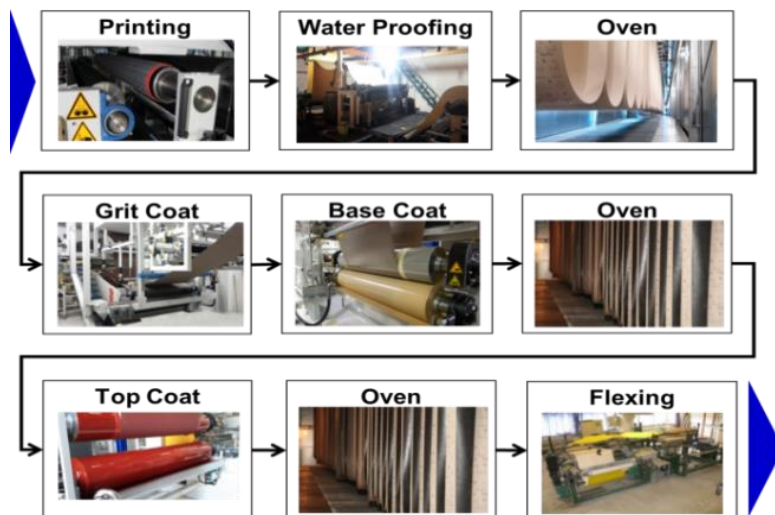 Printing
Water Proofing
Oven
Grit Coat
Base Coat
Oven
Top Coat
Oven
Flexing